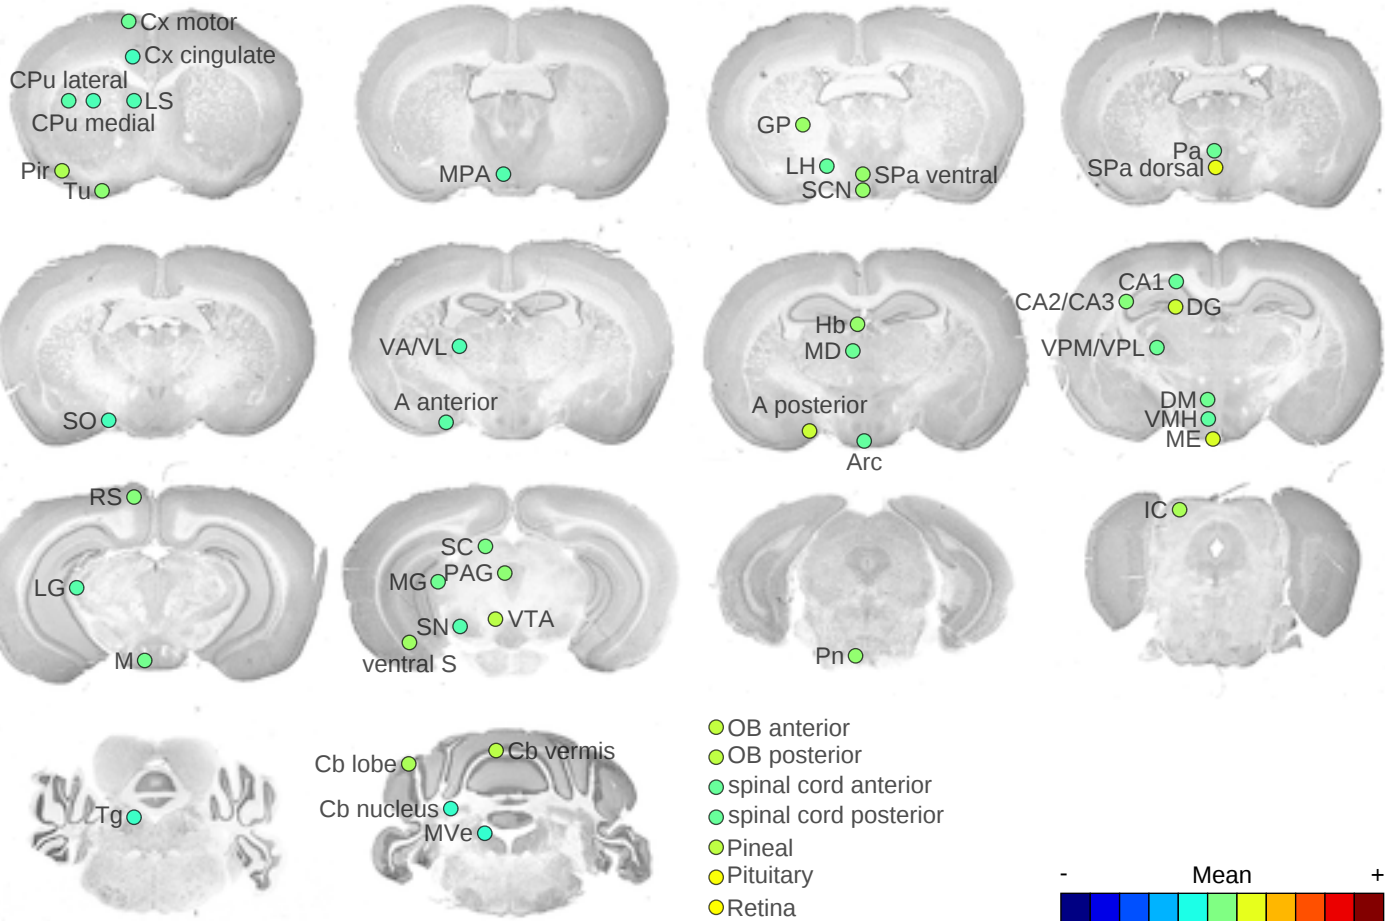 Cx motor
Cx cingulate
CPu lateral
LS
CPu medial
Pir
Tu
MPA
GP
LH
SPa ventral
SCN
Pa
SPa dorsal
SO
VA/VL
A anterior
Hb
MD
A posterior
Arc
CA1
CA2/CA3
DG
VPM/VPL
DM
VMH
ME
RS
LG
M
SC
MG
PAG
SN
VTA
ventral S
Pn
IC
Tg
Cb lobe
Cb vermis
Cb nucleus
MVe
OB anterior
OB posterior
spinal cord anterior
spinal cord posterior
Pineal
Pituitary
Retina
- Mean +